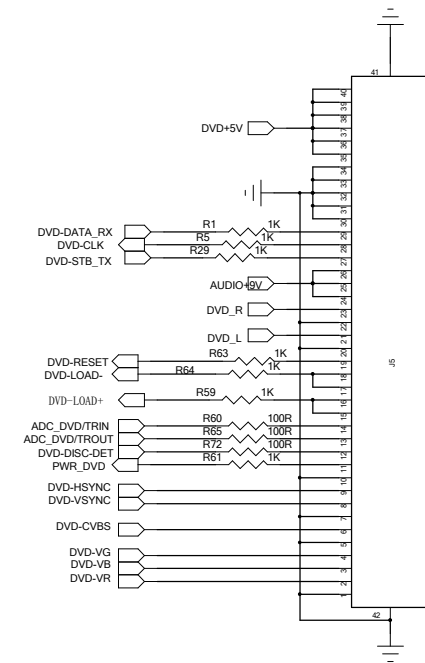 41
40
39
38
DVD+5V
37
36
35
34
33
32
31
30
R1
1K
DVD-DATA_RX
29
R5
1K
DVD-CLK
28
R29
1K
DVD-STB_TX
27
26
AUDIO+9V
25
24
DVD_R
23
22
DVD_L
21
R63
1K
20
DVD-RESET
19
R64
1K
DVD-LOAD-
18
J5
17
R59
1K
DVD-LOAD+
16
15
R60
100R
ADC_DVD/TRIN
14
R65
100R
ADC_DVD/TROUT
13
R72
100R
DVD-DISC-DET
12
R61
1K
PWR_DVD
11
10
DVD-HSYNC
9
DVD-VSYNC
8
7
DVD-CVBS
6
5
DVD-VG
4
DVD-VB
3
DVD-VR
2
1
42